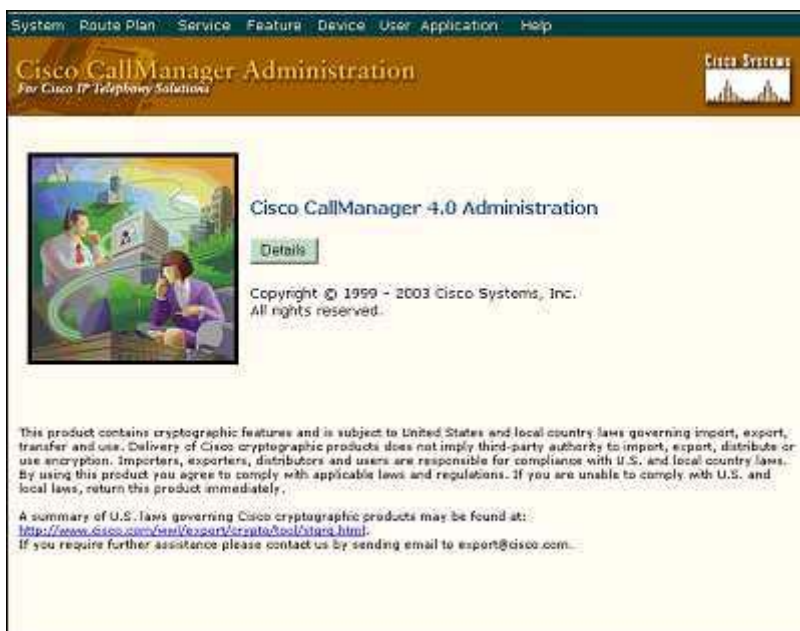 System Route Plan Service Feature Device User Application Help
Cisco CallManager Administration
For Cisco IP Telephony Solutions
Cisco Systems
Cisco CallManager 4.0 Administration
Details
Copyright © 1999 - 2003 Cisco Systems, Inc.
All rights reserved.
This product contains cryptographic features and is subject to United States and local country laws governing import, export,
transfer and use. Delivery of Cisco cryptographic products does not imply third-party authority to import, export, distribute or
use encryption. Importers, exporters, distributors and users are responsible for compliance with U.S. and local country laws.
By using this product you agree to comply with applicable laws and regulations. If you are unable to comply with U.S. and
local laws, return this product immediately.
A summary of U.S. laws governing Cisco cryptographic products may be found at:
http://www.cisco.com/wwl/export/crypto/tool/stqrg.html.
If you require further assistance please contact us by sending email to export@cisco.com.